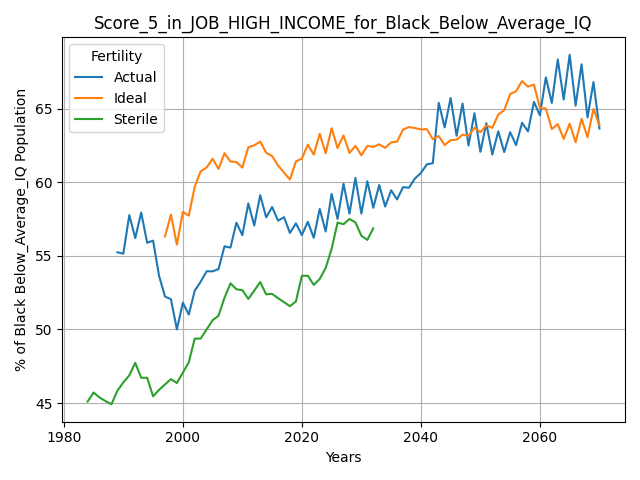 Score_5_in_JOB_HIGH_INCOME_for_Black_Below_Average_IQ
Fertility
Actual
Ideal
Sterile
% of Black Below_Average_IQ Population
65
60
55
50
45
1980
2000
2020
2040
2060
Years